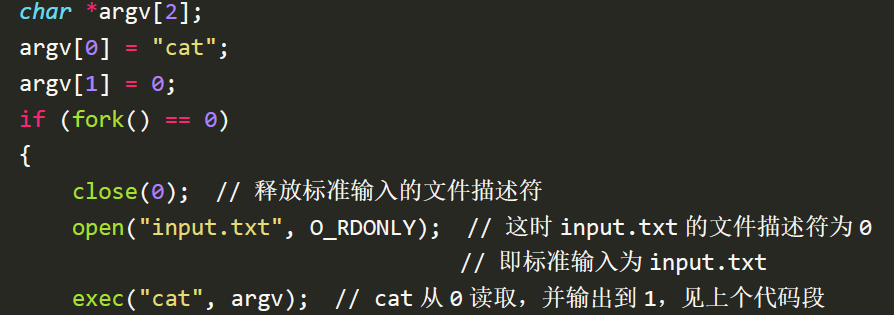 char *argv[2];
argv[0] = "cat";
argv[1] = 0;
if (fork() == 0)
{
    close(0);  // 释放标准输入的文件描述符
    open("input.txt", O_RDONLY);  // 这时 input.txt 的文件描述符为 0
                                  // 即标准输入为 input.txt
    exec("cat", argv);  // cat 从 0 读取，并输出到 1，见上个代码段